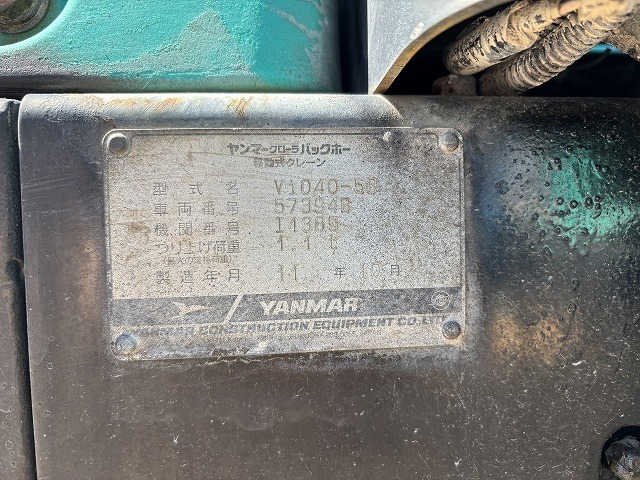 ヤンマークローラバックホー
移動式クレーン
型式名 ViO40-5B
車両番号 57394B
機関番号 11389
つり上げ荷重 1.1 t
製造年月 11 年 10 月
YANMAR
YANMAR CONSTRUCTION EQUIPMENT CO.,LTD.